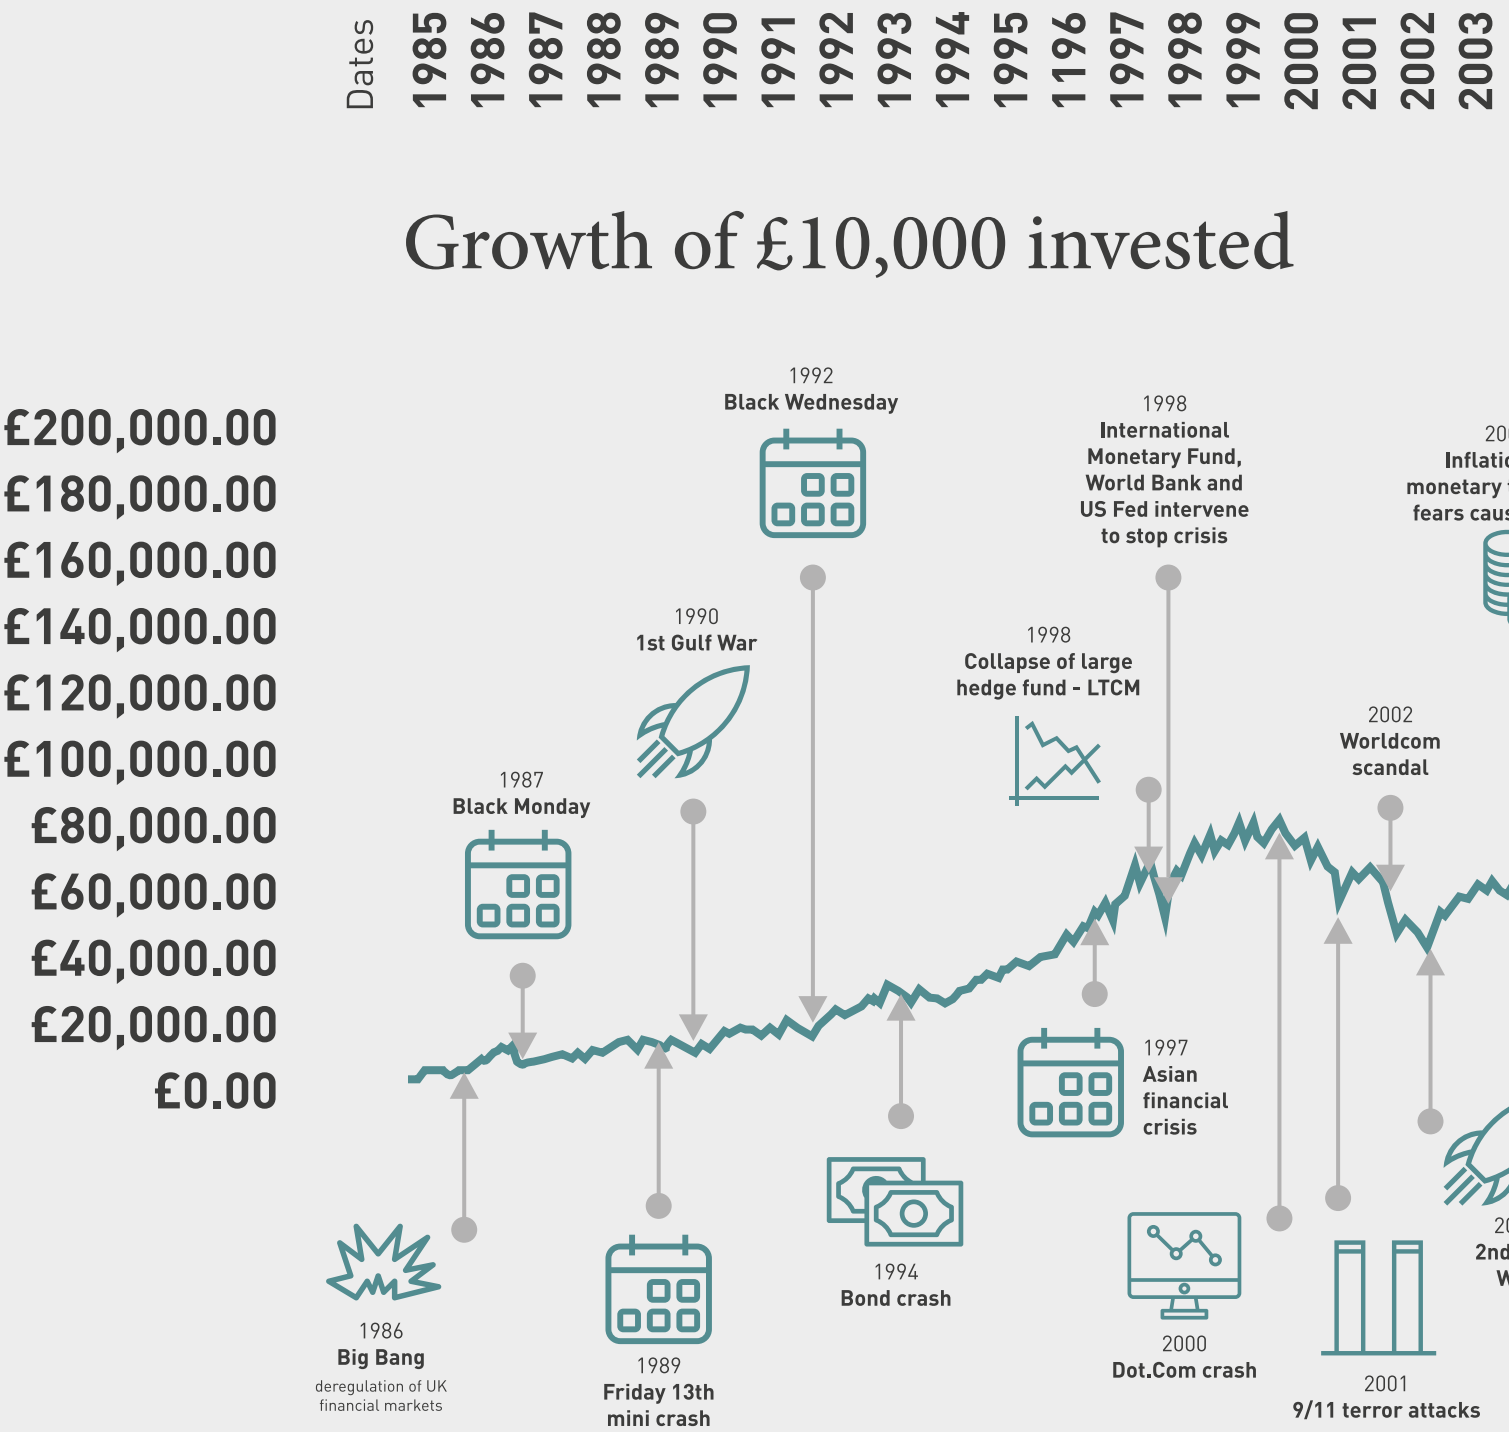 Dates
1985
1986
1987
1988
1989
1990
1991
1992
1993
1994
1995
1196
1997
1998
1999
2000
2001
2002
2003
Growth of £10,000 invested
£200,000.00
£180,000.00
£160,000.00
£140,000.00
£120,000.00
£100,000.00
£80,000.00
£60,000.00
£40,000.00
£20,000.00
£0.00
1992
Black Wednesday
1998
International
Monetary Fund,
World Bank and
US Fed intervene
to stop crisis
monetary
fears
1990
1st Gulf War
1998
Collapse of large
hedge fund - LTCM
2002
Worldcom
scandal
1987
Black Monday
1997
Asian
financial
crisis
2nd
1986
Big Bang
deregulation of UK
financial markets
1989
Friday 13th
mini crash
1994
Bond crash
2000
Dot.Com crash
2001
9/11 terror attacks